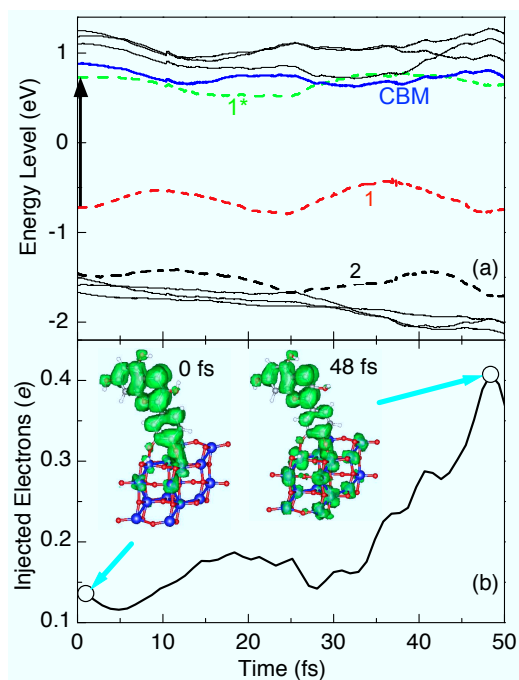 1
0
-1
-2
Energy Level (eV)
1*
CBM
1
2
(a)
0.4
0.3
0.2
0.1
Injected Electrons (e)
0 fs
48 fs
(b)
0 10 20 30 40 50
Time (fs)